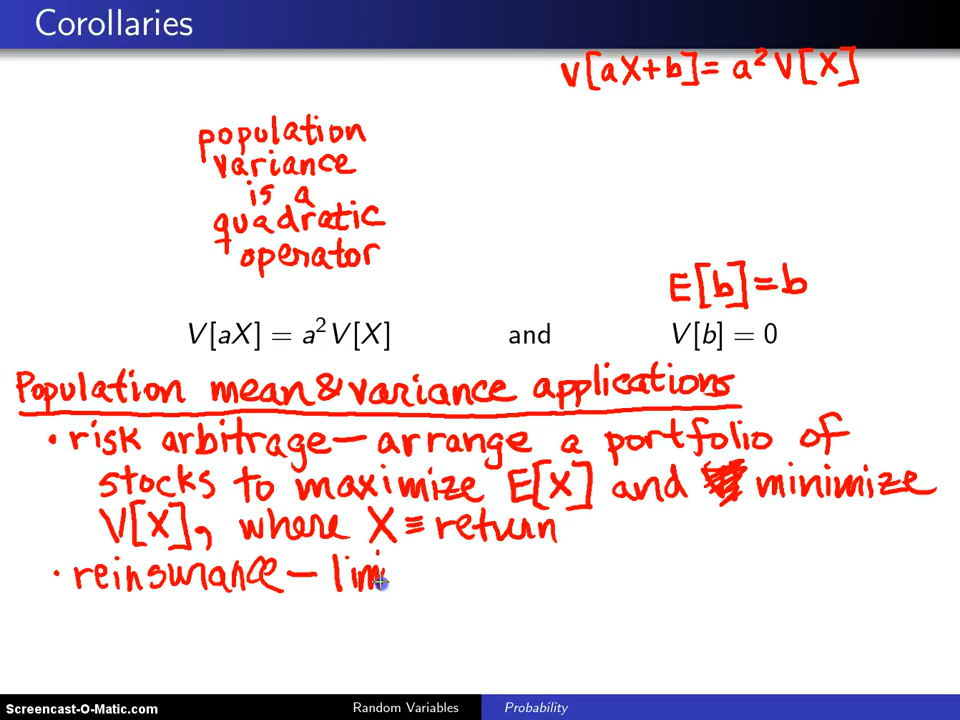 Corollaries
V[aX+b] = a²V[X]
population
variance
is a
quadratic
operator
E[b] = b
V[aX] = a²V[X] and V[b] = 0
Population mean & variance applications
• risk arbitrage – arrange a portfolio of
stocks to maximize E[X] and minimize
V[X], where X ≡ return
• reinsurance – lim
Screencast-O-Matic.com Random Variables Probability